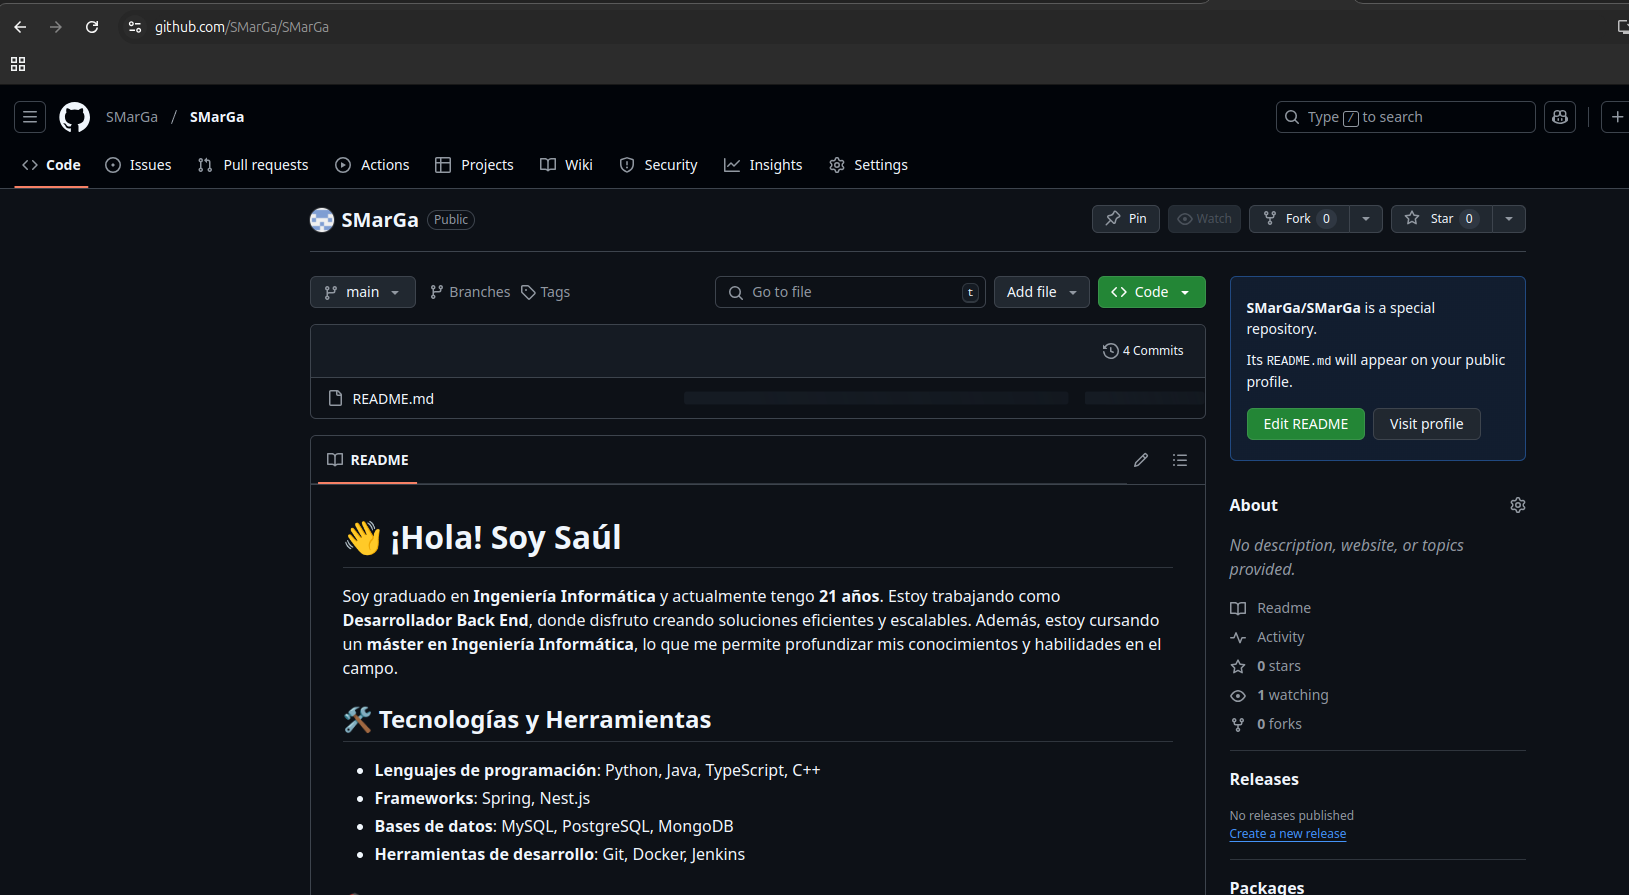 github.com/SMarGa/SMarGa
SMarGa / SMarGa
Type / to search
Code Issues Pull requests Actions Projects Wiki Security Insights Settings
SMarGa Public
Pin Watch Fork 0 Star 0
main Branches Tags Go to file t Add file Code
4 Commits
README.md
README
👋 ¡Hola! Soy Saúl
Soy graduado en Ingeniería Informática y actualmente tengo 21 años. Estoy trabajando como
Desarrollador Back End, donde disfruto creando soluciones eficientes y escalables. Además, estoy cursando
un máster en Ingeniería Informática, lo que me permite profundizar mis conocimientos y habilidades en el
campo.
🛠️ Tecnologías y Herramientas
Lenguajes de programación: Python, Java, TypeScript, C++
Frameworks: Spring, Nest.js
Bases de datos: MySQL, PostgreSQL, MongoDB
Herramientas de desarrollo: Git, Docker, Jenkins
SMarGa/SMarGa is a special
repository.
Its README.md will appear on your public
profile.
Edit README Visit profile
About
No description, website, or topics
provided.
Readme
Activity
0 stars
1 watching
0 forks
Releases
No releases published
Create a new release
Packages